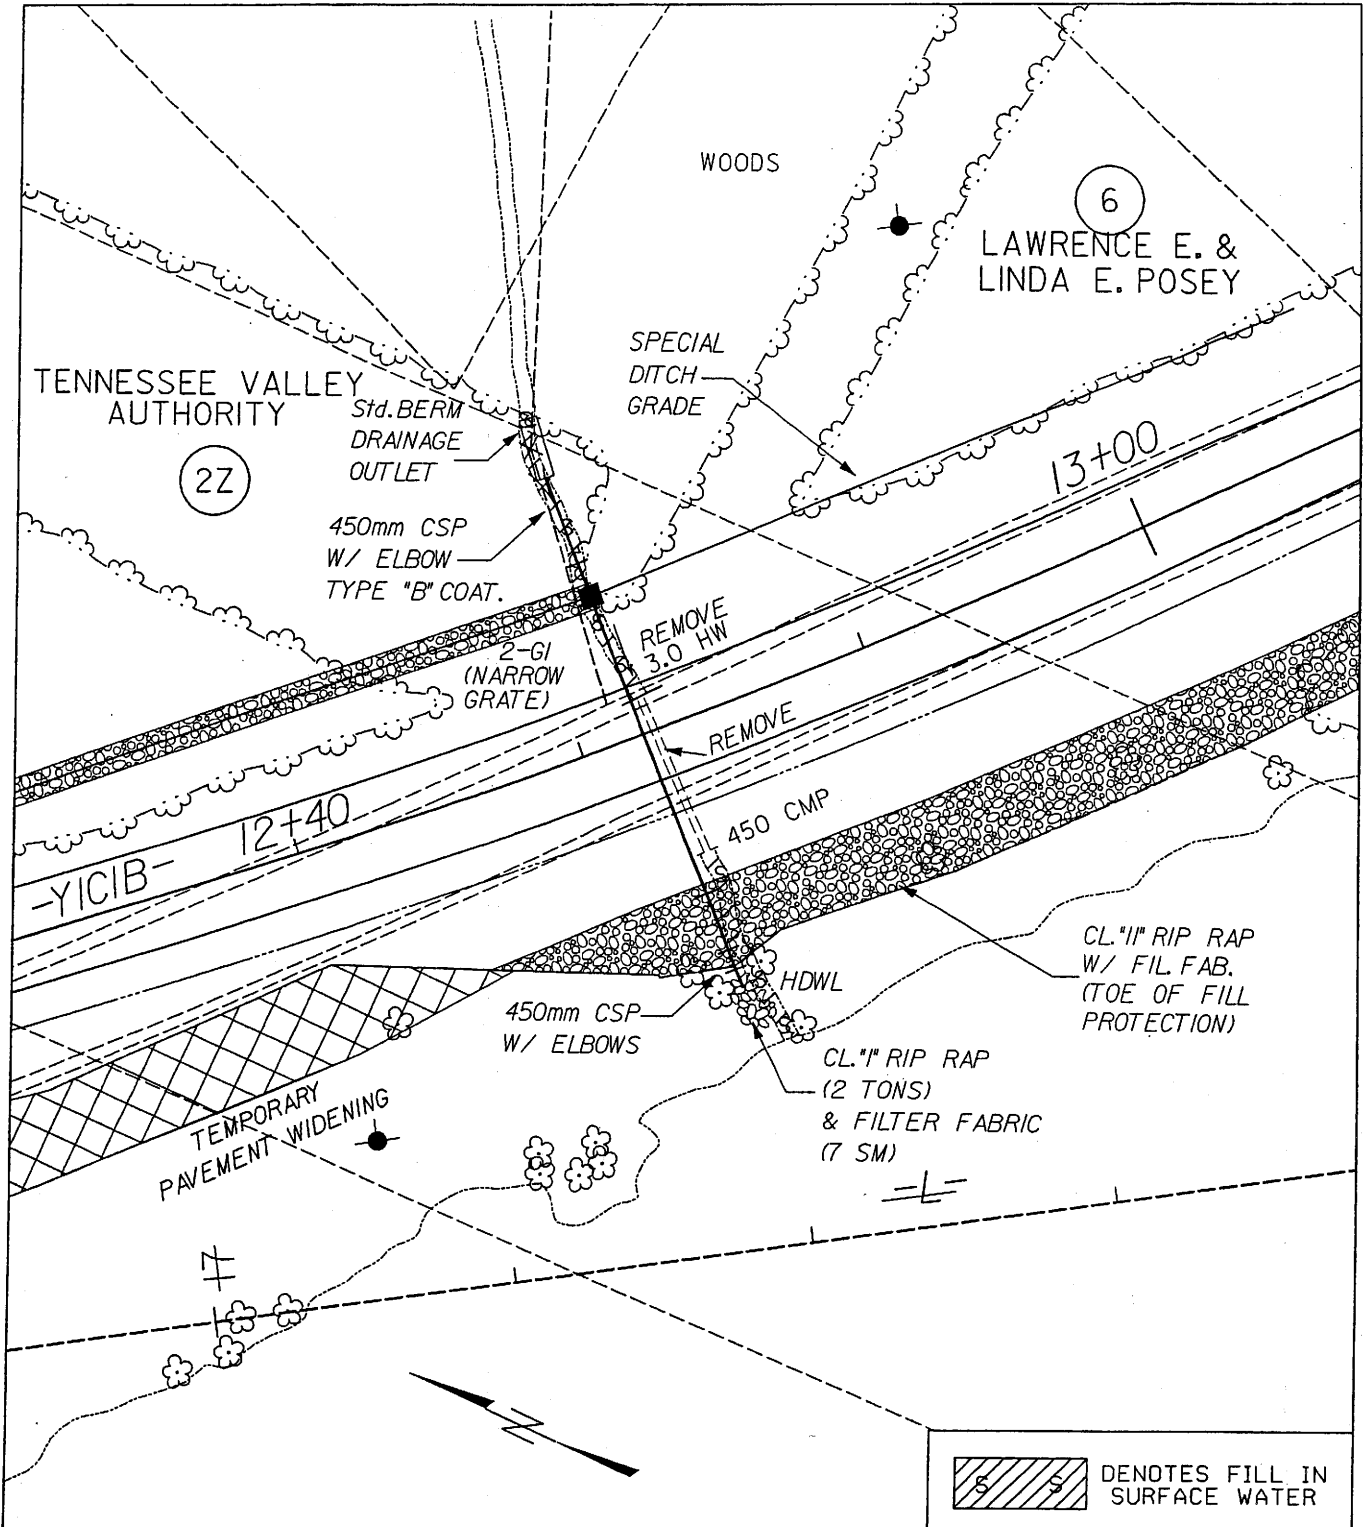 WOODS
6
LAWRENCE E. &
LINDA E. POSEY
SPECIAL
DITCH
GRADE
TENNESSEE VALLEY
AUTHORITY
2Z
Std. BERM
DRAINAGE
OUTLET
13+00
450mm CSP
W/ ELBOW
TYPE "B" COAT.
REMOVE
3.0 HW
2-GI
(NARROW
GRATE)
REMOVE
12+40
450 CMP
-Y1C1B-
CL."II" RIP RAP
W/ FIL. FAB.
(TOE OF FILL
PROTECTION)
HDWL
450mm CSP
W/ ELBOWS
CL."I" RIP RAP
(2 TONS)
& FILTER FABRIC
(7 SM)
TEMPORARY
PAVEMENT WIDENING
-L-
17
N
S S
DENOTES FILL IN
SURFACE WATER